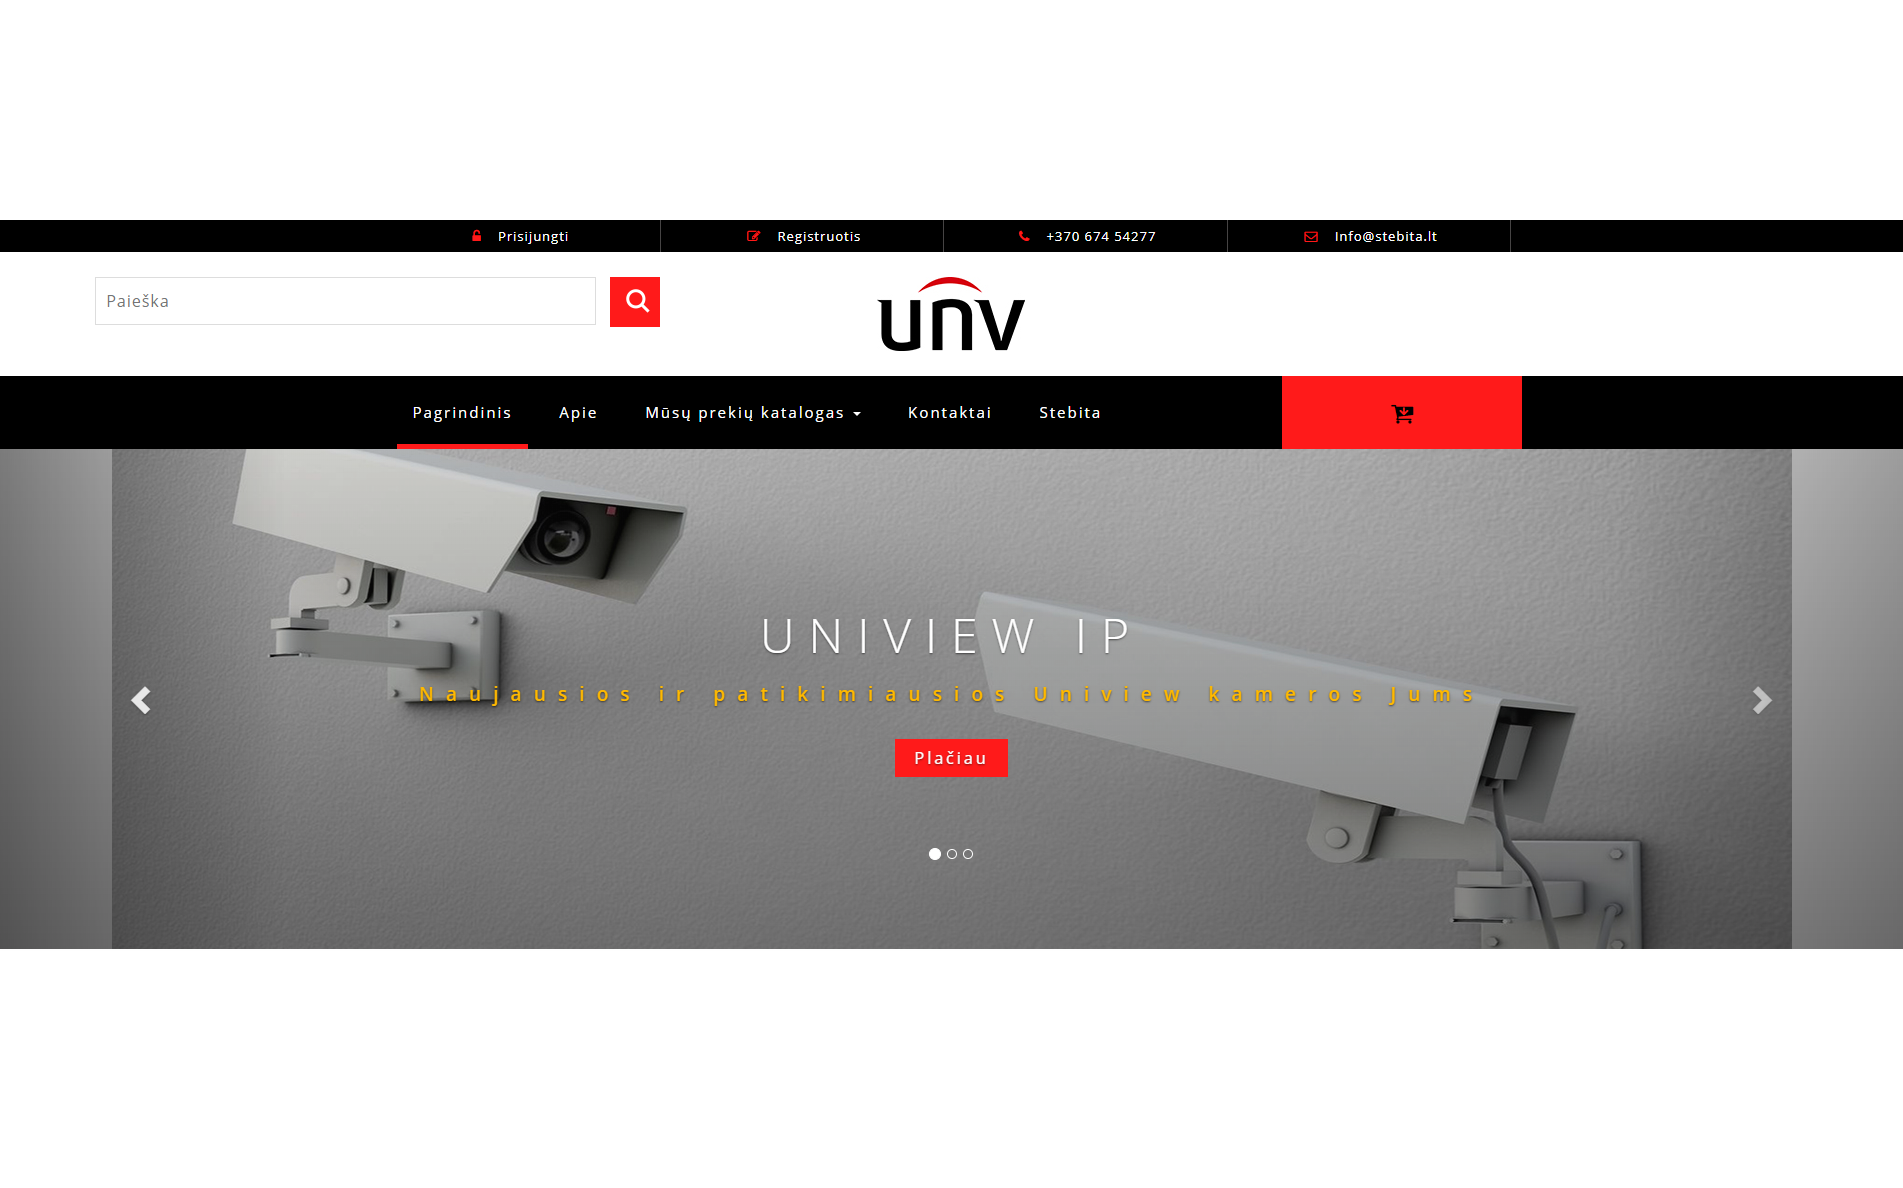 Prisijungti
Registruotis
+370 674 54277
Info@stebita.lt
Paieška
unv
Pagrindinis
Apie
Mūsų prekių katalogas
Kontaktai
Stebita
UNIVIEW IP
Naujausios ir patikimiausios Uniview kameros Jums
Plačiau